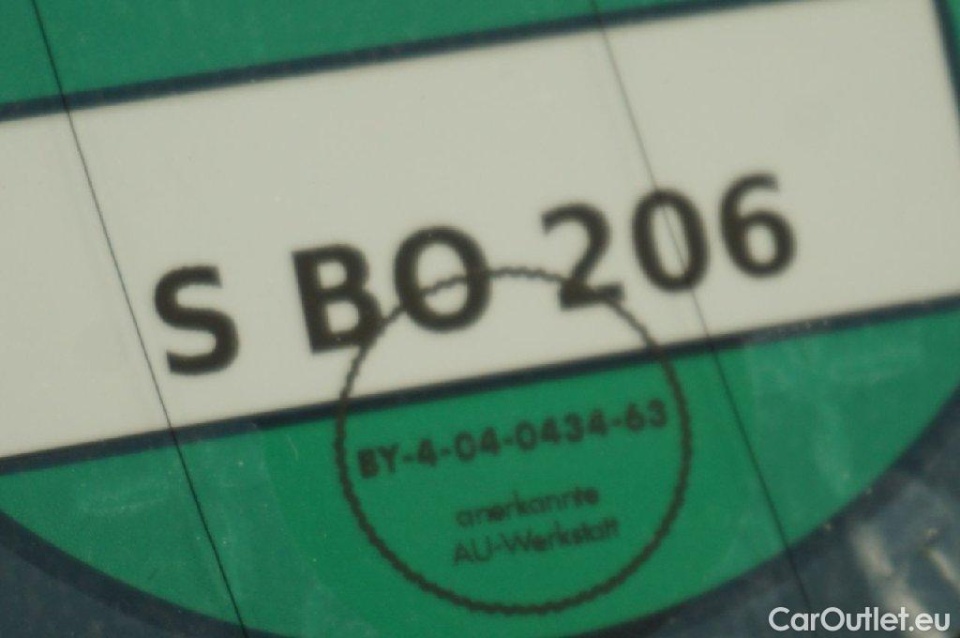 S BO 206
BY-4-04-0434-63
anerkannte
AU-Werkstatt
CarOutlet.eu